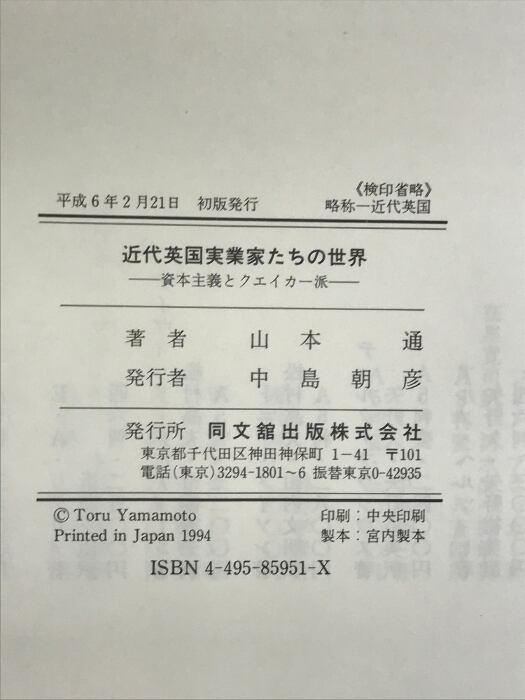 《検印省略》
平成6年2月21日 初版発行 略称―近代英国
近代英国実業家たちの世界
――資本主義とクエイカー派――
著者 山本 通
発行者 中島朝彦
発行所 同文舘出版株式会社
東京都千代田区神田神保町 1-41 〒101
電話(東京)3294-1801~6 振替東京0-42935
© Toru Yamamoto 印刷:中央印刷
Printed in Japan 1994 製本:宮内製本
ISBN 4-495-85951-X